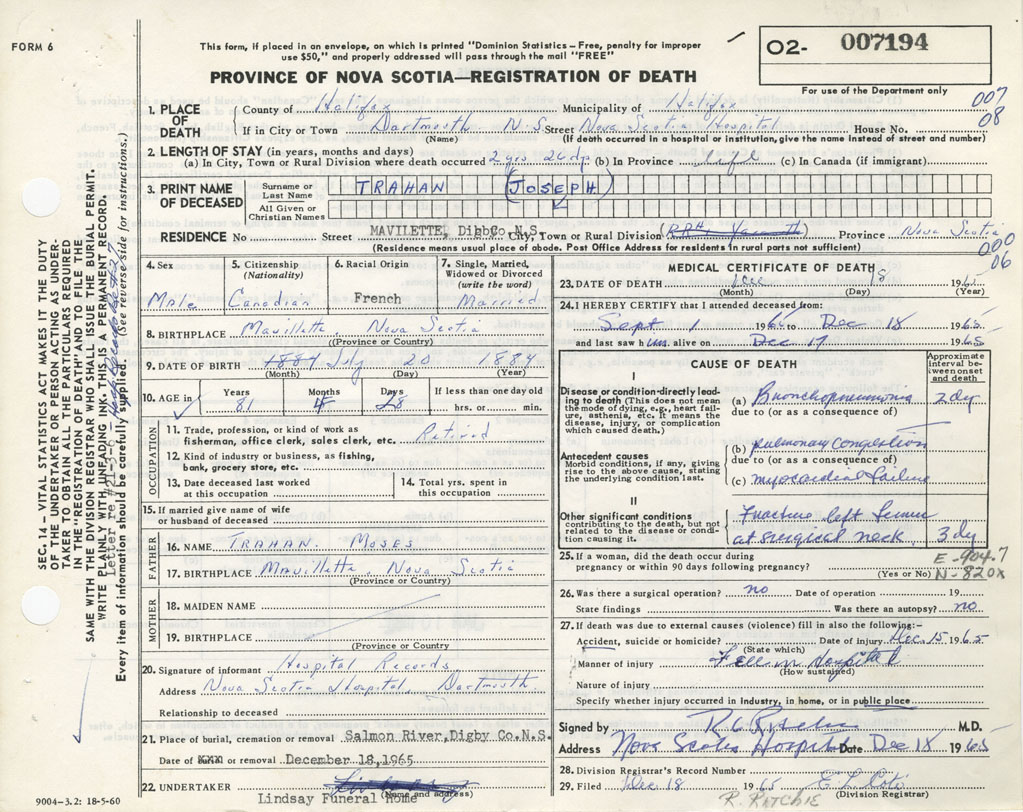 FORM 6
This form, if placed in an envelope, on which is printed "Dominion Statistics – Free, penalty for improper
use $50," and properly addressed will pass through the mail "FREE"
PROVINCE OF NOVA SCOTIA—REGISTRATION OF DEATH
02- 007194
For use of the Department only
007
08
1. PLACE OF DEATH
County of Halifax Municipality of Halifax
If in City or Town Dartmouth N.S. Street Nova Scotia Hospital House No.
(Name) (If death occurred in a hospital or institution, give the name instead of street and number)
2. LENGTH OF STAY (in years, months and days)
(a) In City, Town or Rural Division where death occurred 2 yrs 26 dys (b) In Province life (c) In Canada (if immigrant)
3. PRINT NAME OF DECEASED
Surname or Last Name TRAHAN (JOSEPH)
All Given or Christian Names
RESIDENCE No Street MAVILETTE, Digby Co. N.S. City, Town or Rural Division Province Nova Scotia
(Residence means usual place of abode. Post Office Address for residents in rural parts not sufficient)
000
06
4. Sex
Male
5. Citizenship (Nationality)
Canadian
6. Racial Origin
French
7. Single, Married, Widowed or Divorced (write the word)
Married
8. BIRTHPLACE Mavillette, Nova Scotia
(Province or Country)
9. DATE OF BIRTH 1884 July 20 1884
(Month) (Day) (Year)
10. AGE in
Years 81
Months 4
Days 28
If less than one day old
hrs. or min.
OCCUPATION
11. Trade, profession, or kind of work as
fisherman, office clerk, sales clerk, etc. Retired
12. Kind of industry or business, as fishing,
bank, grocery store, etc.
13. Date deceased last worked
at this occupation
14. Total yrs. spent in
this occupation
15. If married give name of wife
or husband of deceased
FATHER
16. NAME TRAHAN MOSES
17. BIRTHPLACE Mavillette, Nova Scotia
(Province or Country)
MOTHER
18. MAIDEN NAME
19. BIRTHPLACE
(Province or Country
20. Signature of informant Hospital Records
Address Nova Scotia Hospital, Dartmouth
Relationship to deceased
21. Place of burial, cremation or removal Salmon River, Digby Co. N.S.
Date of XXXX or removal December 18, 1965
22. UNDERTAKER
(Name and address)
Lindsay Funeral Home
9004-3.2: 18-5-60
MEDICAL CERTIFICATE OF DEATH
23. DATE OF DEATH Dec 18 1965
(Month) (Day) (Year)
24. I HEREBY CERTIFY that I attended deceased from:
Sept 1 19 to Dec 18 1965
and last saw him alive on Dec 17 1965
CAUSE OF DEATH
Approximate interval between onset and death
I
Disease or condition directly leading to death (This does not mean the mode of dying, e.g., heart failure, asthenia, etc. It means the disease, injury, or complication which caused death.)
(a) Bronchopneumonia 2 dy
due to (or as a consequence of)
Antecedent causes
Morbid conditions, if any, giving rise to the above cause, stating the underlying condition last.
(b) pulmonary congestion
due to (or as a consequence of)
(c) myocardial failure
II
Other significant conditions
contributing to the death, but not related to the disease or condition causing it.
Fracture left femur
at surgical neck 3 dy
25. If a woman, did the death occur during
pregnancy or within 90 days following pregnancy?
(Yes or No)
E-904.7
N-820X
26. Was there a surgical operation? no Date of operation 19
State findings Was there an autopsy? no
27. If death was due to external causes (violence) fill in also the following:—
Accident, suicide or homicide? Date of injury Dec. 15 1965
(State which)
Manner of injury Fell in Hospital
(How sustained)
Nature of injury
Specify whether injury occurred in industry, in home, or in public place.
Signed by M.D.
Address Nova Scotia Hospital Date Dec 18 1965
28. Division Registrar's Record Number
29. Filed Dec 18 1965
(Division Registrar)
R. RITCHIE
SEC. 14. VITAL STATISTICS ACT MAKES IT THE DUTY
OF THE UNDERTAKER OR PERSON ACTING AS UNDERTAKER TO OBTAIN ALL THE PARTICULARS REQUIRED
IN THE "REGISTRATION OF DEATH" AND TO FILE THE
SAME WITH THE DIVISION REGISTRAR WHO SHALL ISSUE THE BURIAL PERMIT.
WRITE PLAINLY WITH UNFADING INK. THIS IS A PERMANENT RECORD.
Letter re #21-3-6
Every item of information should be carefully supplied. (See reverse side for instructions.)